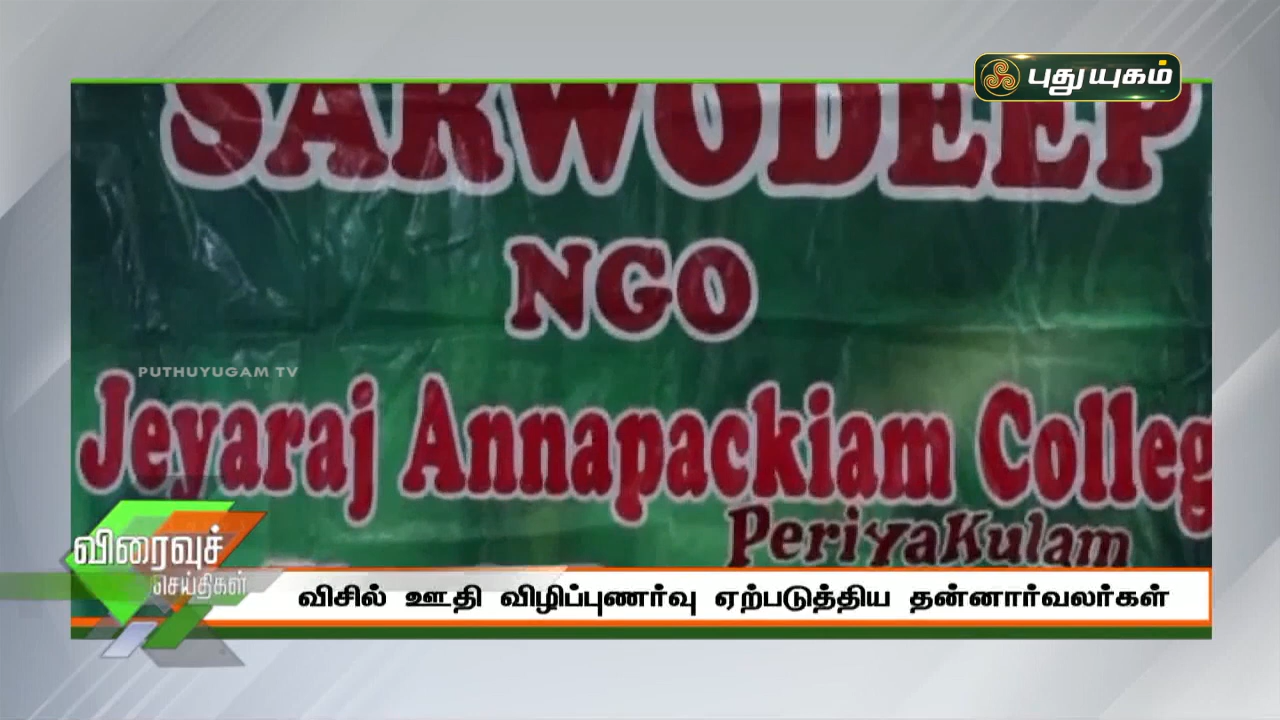 புதுயுகம்
SARWODEEP
NGO
PUTHUYUGAM TV
Jeyaraj Annapackiam Colleg
PeriyaKulam
விரைவுச்
செய்திகள்
விசில் ஊதி விழிப்புணர்வு ஏற்படுத்திய தன்னார்வலர்கள்